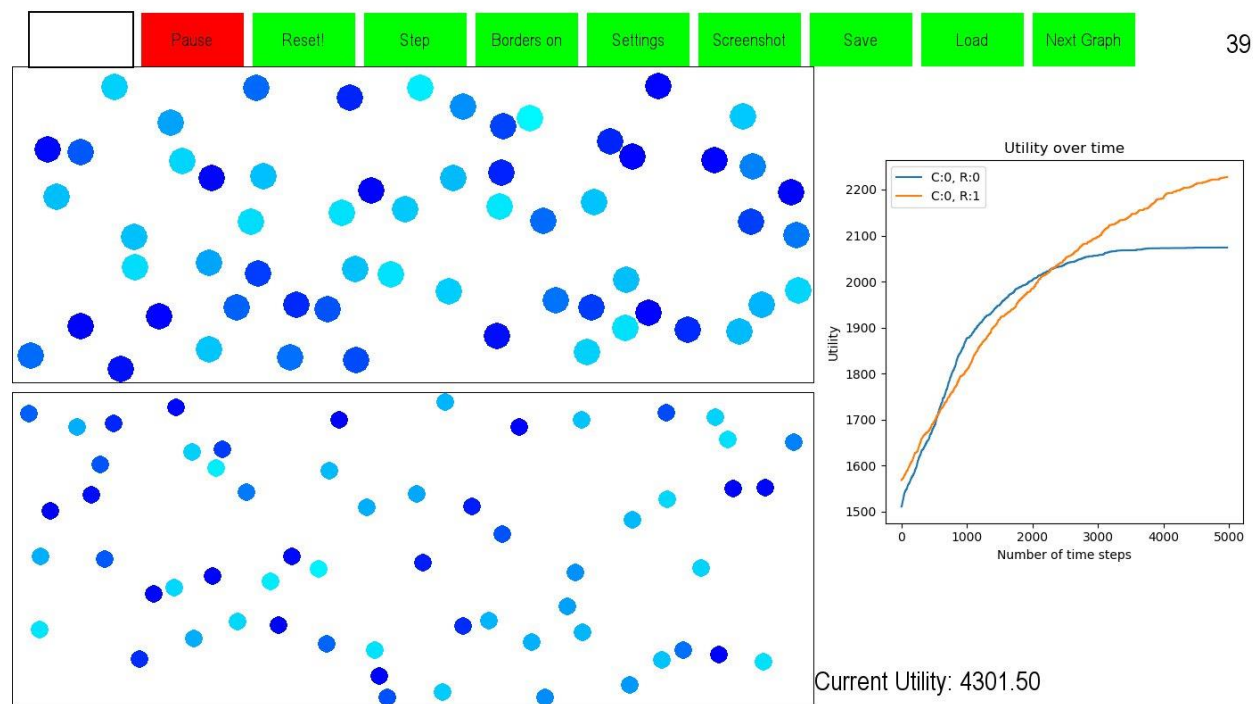 Pause
Reset!
Step
Borders on
Settings
Screenshot
Save
Load
Next Graph
39
Utility over time
C:0, R:0
C:0, R:1
2200
2100
2000
1900
1800
1700
1600
1500
Utility
0 1000 2000 3000 4000 5000
Number of time steps
Current Utility: 4301.50